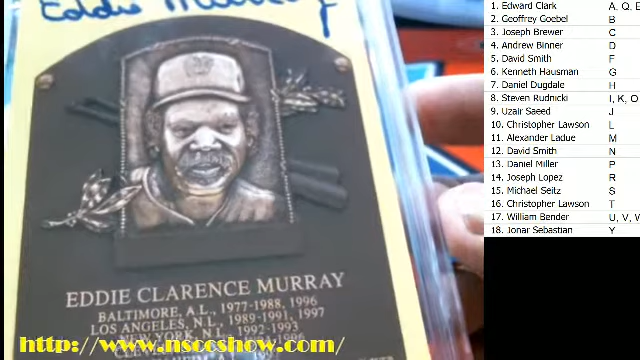 Eddie Murray
EDDIE CLARENCE MURRAY
BALTIMORE, A.L., 1977-1988, 1996
LOS ANGELES, N.L., 1989-1991, 1997
NEW YORK, N.L., 1992-1993
http://www.nsccshow.com/
1. Edward Clark A, Q, E
2. Geoffrey Goebel B
3. Joseph Brewer C
4. Andrew Binner D
5. David Smith F
6. Kenneth Hausman G
7. Daniel Dugdale H
8. Steven Rudnicki I, K, O
9. Uzair Saeed J
10. Christopher Lawson L
11. Alexander Ladue M
12. David Smith N
13. Daniel Miller P
14. Joseph Lopez R
15. Michael Seitz S
16. Christopher Lawson T
17. William Bender U, V, W
18. Jonar Sebastian Y